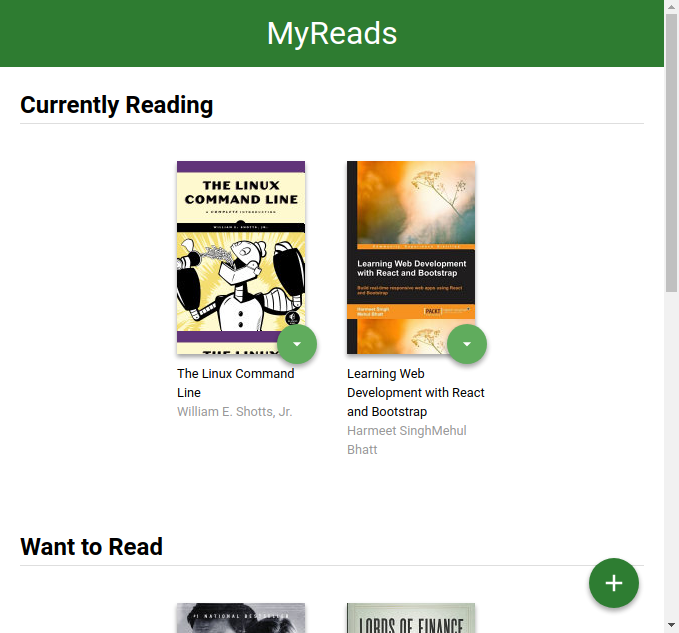 MyReads
Currently Reading
THE LINUX
COMMAND LINE
A COMPLETE INTRODUCTION
WILLIAM E. SHOTTS, JR.
THE LINUX
The Linux Command
Line
William E. Shotts, Jr.
Learning Web Development
with React and Bootstrap
Build real-time responsive web apps using React
and Bootstrap
Harmeet Singh
Mehul Bhatt
PACKT
Learning Web
Development with React
and Bootstrap
Harmeet SinghMehul
Bhatt
Want to Read
#1 NATIONAL BESTSELLER
LORDS OF FINANCE